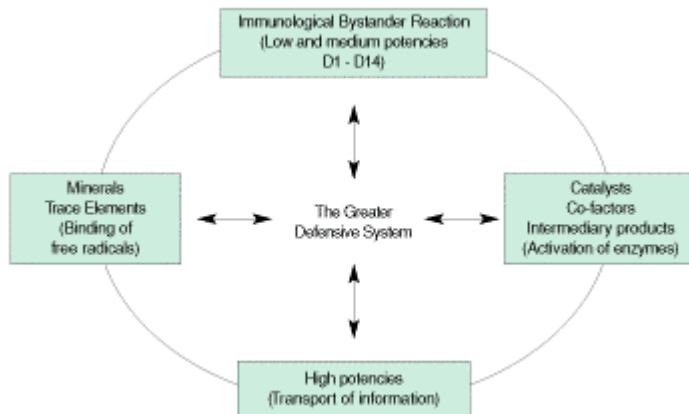 Immunological Bystander Reaction
(Low and medium potencies
D1 - D14)
Minerals
Trace Elements
(Binding of
free radicals)
The Greater
Defensive System
Catalysts
Co-factors
Intermediary products
(Activation of enzymes)
High potencies
(Transport of information)